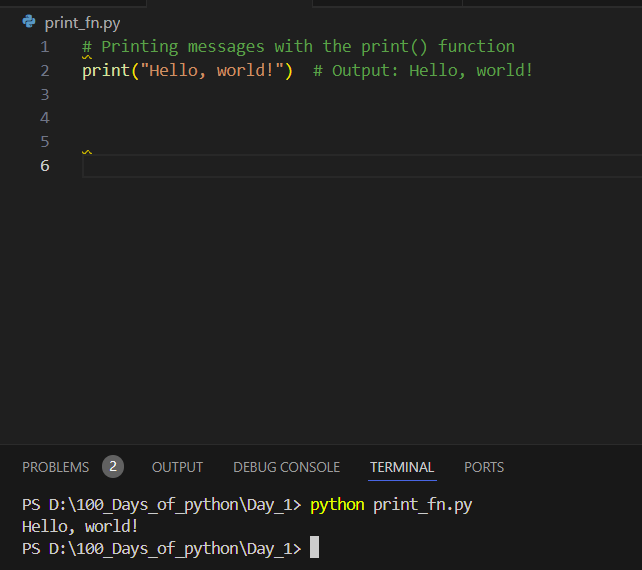 print_fn.py
1 # Printing messages with the print() function
2 print("Hello, world!")  # Output: Hello, world!
3
4
5
6
PROBLEMS 2 OUTPUT DEBUG CONSOLE TERMINAL PORTS
PS D:\100_Days_of_python\Day_1> python print_fn.py
Hello, world!
PS D:\100_Days_of_python\Day_1>